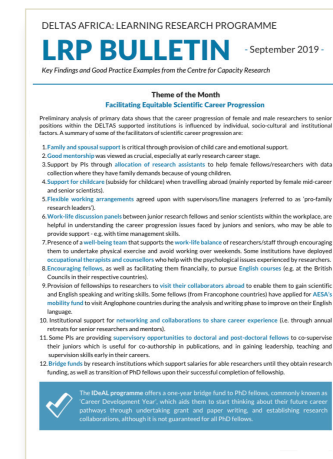 DELTAS AFRICA: LEARNING RESEARCH PROGRAMME
LRP BULLETIN - September 2019 -
Key Findings and Good Practice Examples from the Centre for Capacity Research
Theme of the Month
Facilitating Equitable Scientific Career Progression
Preliminary analysis of primary data shows that the career progression of female and male researchers to senior
positions within the DELTAS supported institutions is influenced by individual, socio-cultural and institutional
factors. A summary of some of the facilitators of scientific career progression are:
1. Family and spousal support is critical through provision of child care and emotional support.
2. Good mentorship was viewed as crucial, especially at early research career stage.
3. Support by PIs through allocation of research assistants to help female fellows/researchers with data
collection where they have family demands because of young children.
4. Support for childcare (subsidy for childcare) when travelling abroad (mainly reported by female mid-career
and senior scientists).
5. Flexible working arrangements agreed upon with supervisors/line managers (referred to as 'pro-family
research leaders').
6. Work-life discussion panels between junior research fellows and senior scientists within the workplace, are
helpful in understanding the career progression issues faced by juniors and seniors, who may be able to
provide support - e.g. with time management skills.
7. Presence of a well-being team that supports the work-life balance of researchers/staff through encouraging
them to undertake physical exercise and avoid working over weekends. Some institutions have deployed
occupational therapists and counsellors who help with the psychological issues experienced by researchers.
8. Encouraging fellows, as well as facilitating them financially, to pursue English courses (e.g. at the British
Councils in their respective countries).
9. Provision of fellowships to researchers to visit their collaborators abroad to enable them to gain scientific
and English speaking and writing skills. Some fellows (from Francophone countries) have applied for AESA's
mobility fund to visit Anglophone countries during the analysis and writing phase to improve on their English
language.
10. Institutional support for networking and collaborations to share career experience (i.e. through annual
retreats for senior researchers and mentors).
11. Some PIs are providing supervisory opportunities to doctoral and post-doctoral fellows to co-supervise
their juniors which is useful for co-authorship in publications, and in gaining leadership, teaching and
supervision skills early in their careers.
12. Bridge funds by research institutions which support salaries for able researchers until they obtain research
funding, as well as transition of PhD fellows upon their successful completion of fellowship.
The IDeAL programme offers a one-year bridge fund to PhD fellows, commonly known as
'Career Development Year', which aids them to start thinking about their future career
pathways through undertaking grant and paper writing, and establishing research
collaborations, although it is not guaranteed for all PhD fellows.